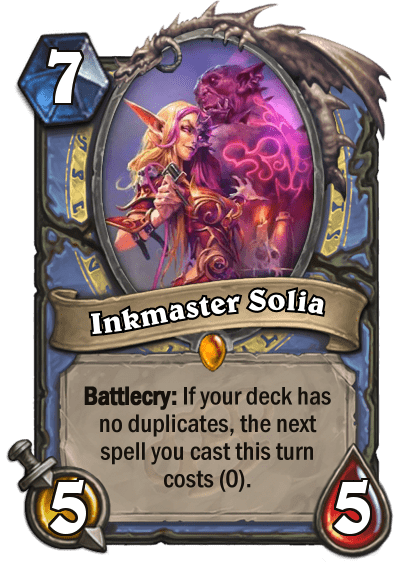 7
Inkmaster Solia
Battlecry: If your deck has
no duplicates, the next
spell you cast this turn
costs (0).
5
5